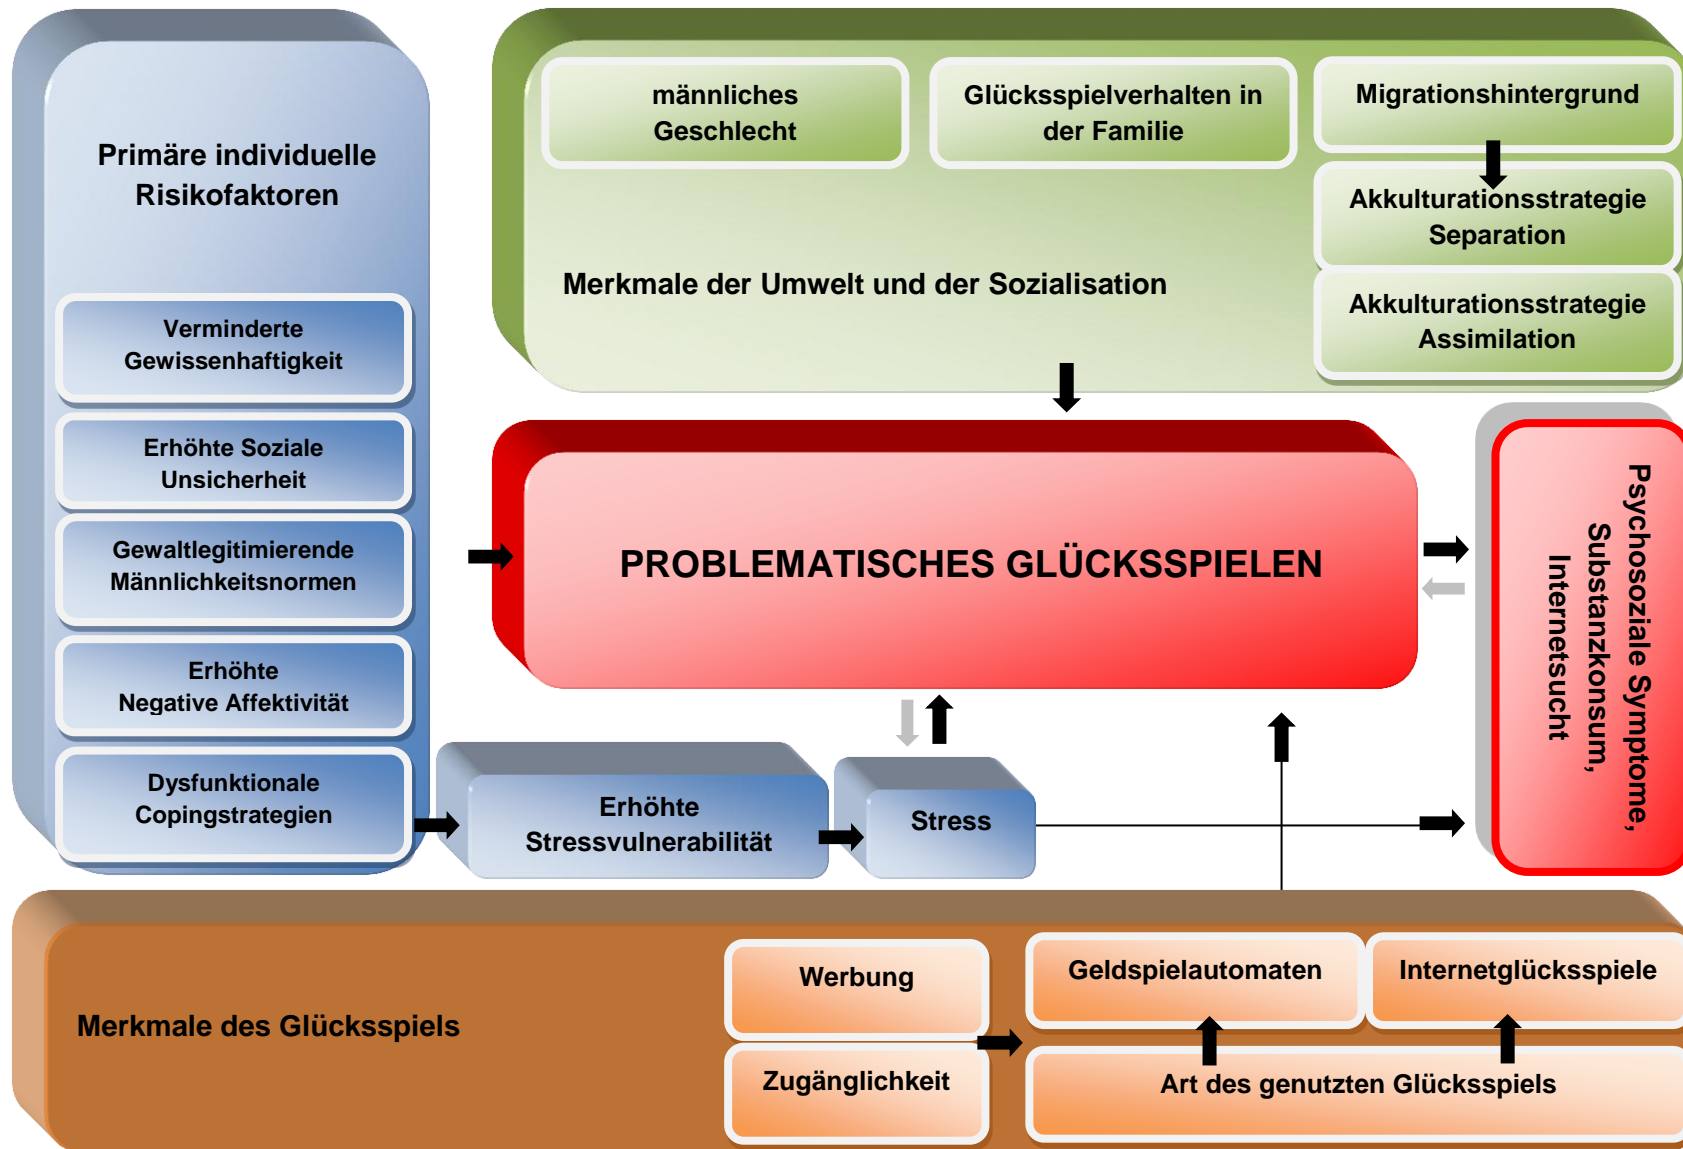 Primäre individuelle
Risikofaktoren
Verminderte
Gewissenhaftigkeit
Erhöhte Soziale
Unsicherheit
Gewaltlegitimierende
Männlichkeitsnormen
Erhöhte
Negative Affektivität
Dysfunktionale
Copingstrategien
männliches
Geschlecht
Glücksspielverhalten in
der Familie
Migrationshintergrund
Akkulturationsstrategie
Separation
Akkulturationsstrategie
Assimilation
Merkmale der Umwelt und der Sozialisation
PROBLEMATISCHES GLÜCKSSPIELEN
Psychosoziale Symptome,
Substanzkonsum,
Internetsucht
Erhöhte
Stressvulnerabilität
Stress
Merkmale des Glücksspiels
Werbung
Zugänglichkeit
Geldspielautomaten
Internetglücksspiele
Art des genutzten Glücksspiels